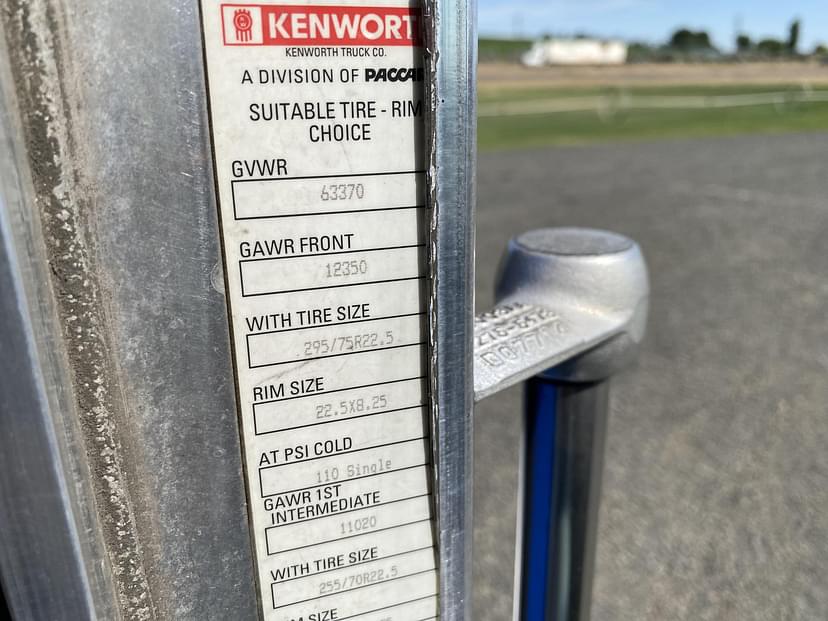 KENWORT
KENWORTH TRUCK CO.
A DIVISION OF PACCAR
SUITABLE TIRE - RIM
CHOICE
GVWR
63370
GAWR FRONT
12350
WITH TIRE SIZE
295/75R22.5
RIM SIZE
22.5X8.25
AT PSI COLD
110 Single
GAWR 1ST
INTERMEDIATE
11020
WITH TIRE SIZE
255/70R22.5
SIZE